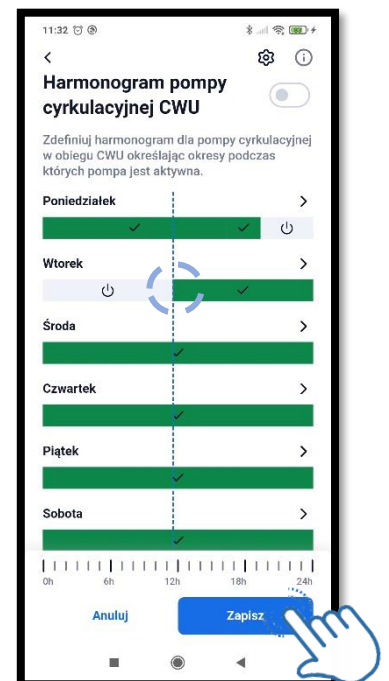 11:32
Harmonogram pompy
cyrkulacyjnej CWU
Zdefiniuj harmonogram dla pompy cyrkulacyjnej
w obiegu CWU określając okresy podczas
których pompa jest aktywna.
Poniedziałek
Wtorek
Środa
Czwartek
Piątek
Sobota
0h 6h 12h 18h 24h
Anuluj Zapisz